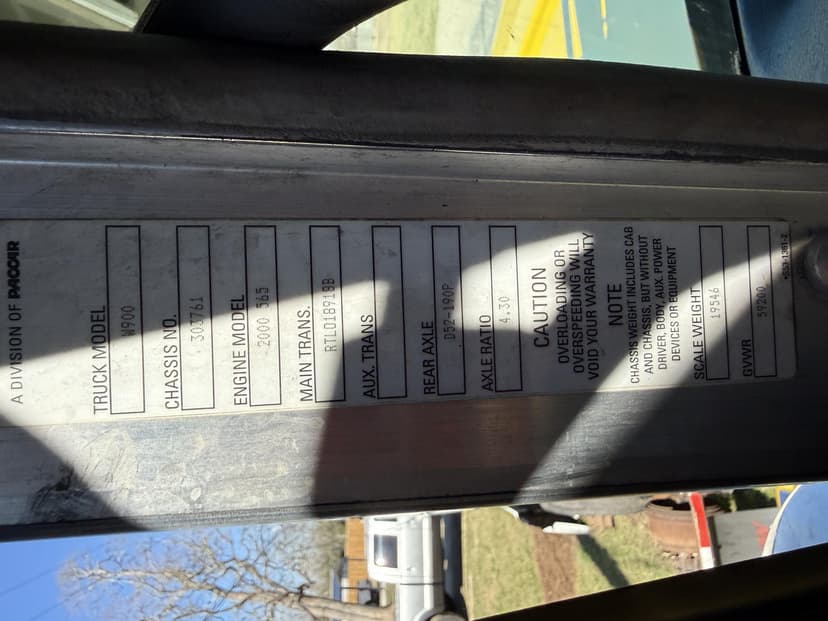 A DIVISION OF PACCAR
TRUCK MODEL
W900
CHASSIS NO.
303761
ENGINE MODEL
2000 565
MAIN TRANS.
RTLO18918B
AUX. TRANS
REAR AXLE
D52-190P
AXLE RATIO
4.30
CAUTION
OVERLOADING OR
OVERSPEEDING WILL
VOID YOUR WARRANTY
NOTE
CHASSIS WEIGHT INCLUDES CAB
AND CHASSIS, BUT WITHOUT
DRIVER, BODY, AUX. POWER
DEVICES OR EQUIPMENT
SCALE WEIGHT
19546
GVWR
59200